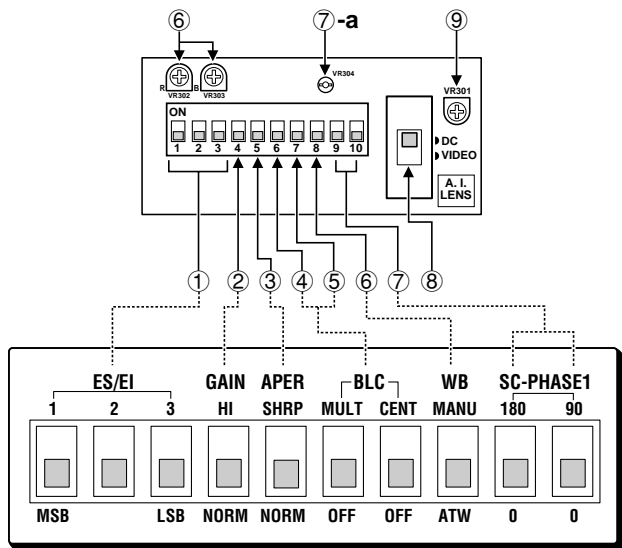 ⑥ ⑦-a ⑨
VR304
R B VR301
VR302 VR303
ON
1 2 3 4 5 6 7 8 9 10
DC
VIDEO
A. I.
LENS
① ② ③ ④ ⑤ ⑥ ⑦ ⑧
ES/EI GAIN APER BLC WB SC-PHASE1
1 2 3 HI SHRP MULT CENT MANU 180 90
MSB LSB NORM NORM OFF OFF ATW 0 0